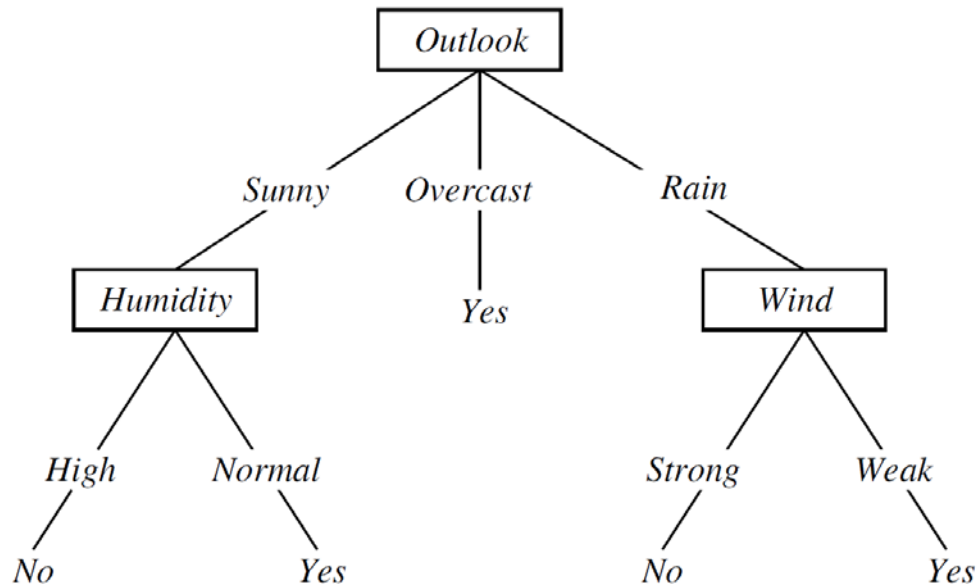 Outlook
Sunny Overcast Rain
Humidity Yes Wind
High Normal Strong Weak
No Yes No Yes